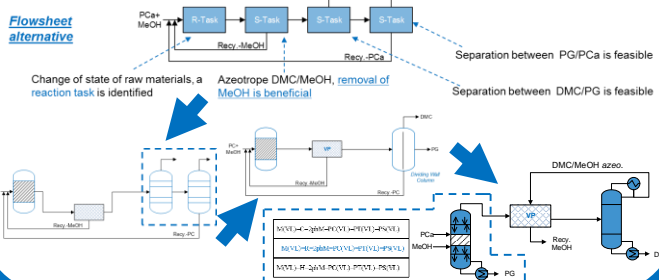 Flowsheet
alternative
PCa+
MeOH
R-Task
S-Task
S-Task
S-Task
Recy.-MeOH
Recy.-PCa
Separation between PG/PCa is feasible
Change of state of raw materials, a
reaction task is identified
Azeotrope DMC/MeOH, removal of
MeOH is beneficial
Separation between DMC/PG is feasible
DMC
PC+
MeOH
VP
PG
Dividing Wall
Column
Recy.-MeOH
Recy.-PC
DMC/MeOH azeo.
VP
Recy.
MeOH
PCa
MeOH
PG
D
Recy.-MeOH
Recy.-PC